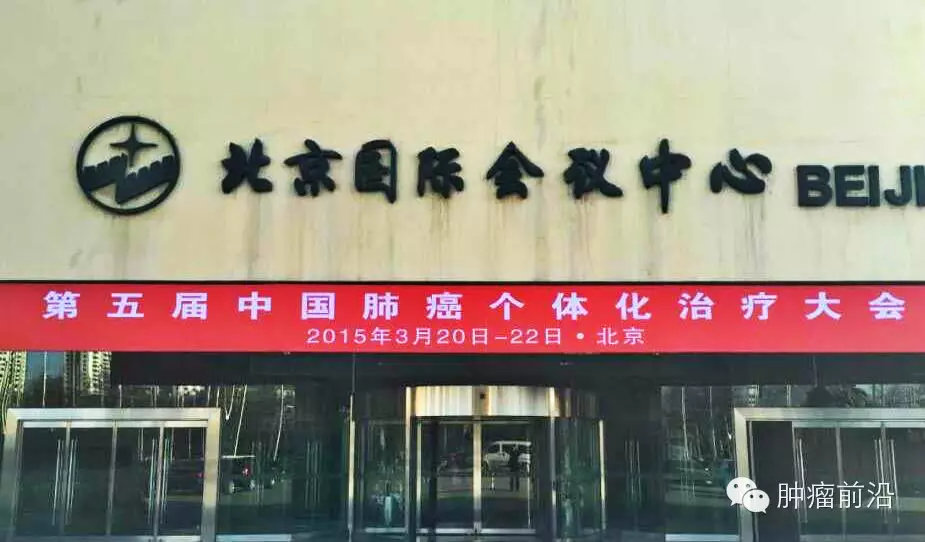 北京国际会议中心 BEIJI
第五届中国肺癌个体化治疗大会
2015年3月20日-22日·北京
肿瘤前沿